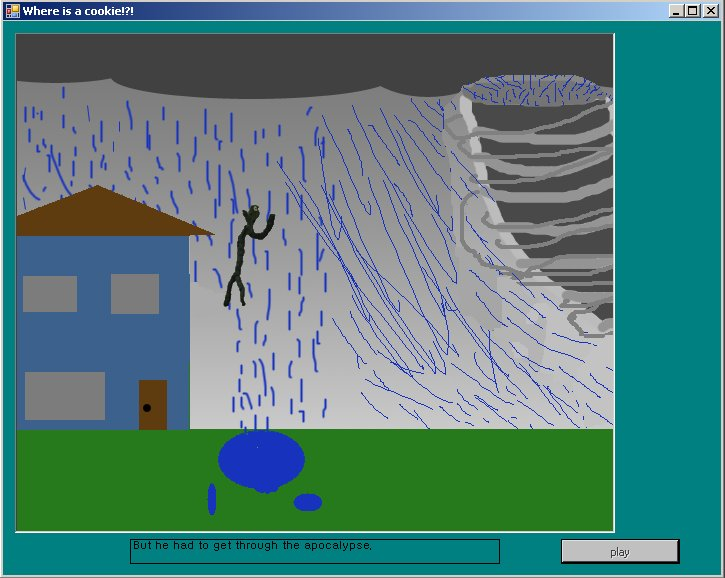 Where is a cookie!?!
But he had to get through the apocalypse,
play